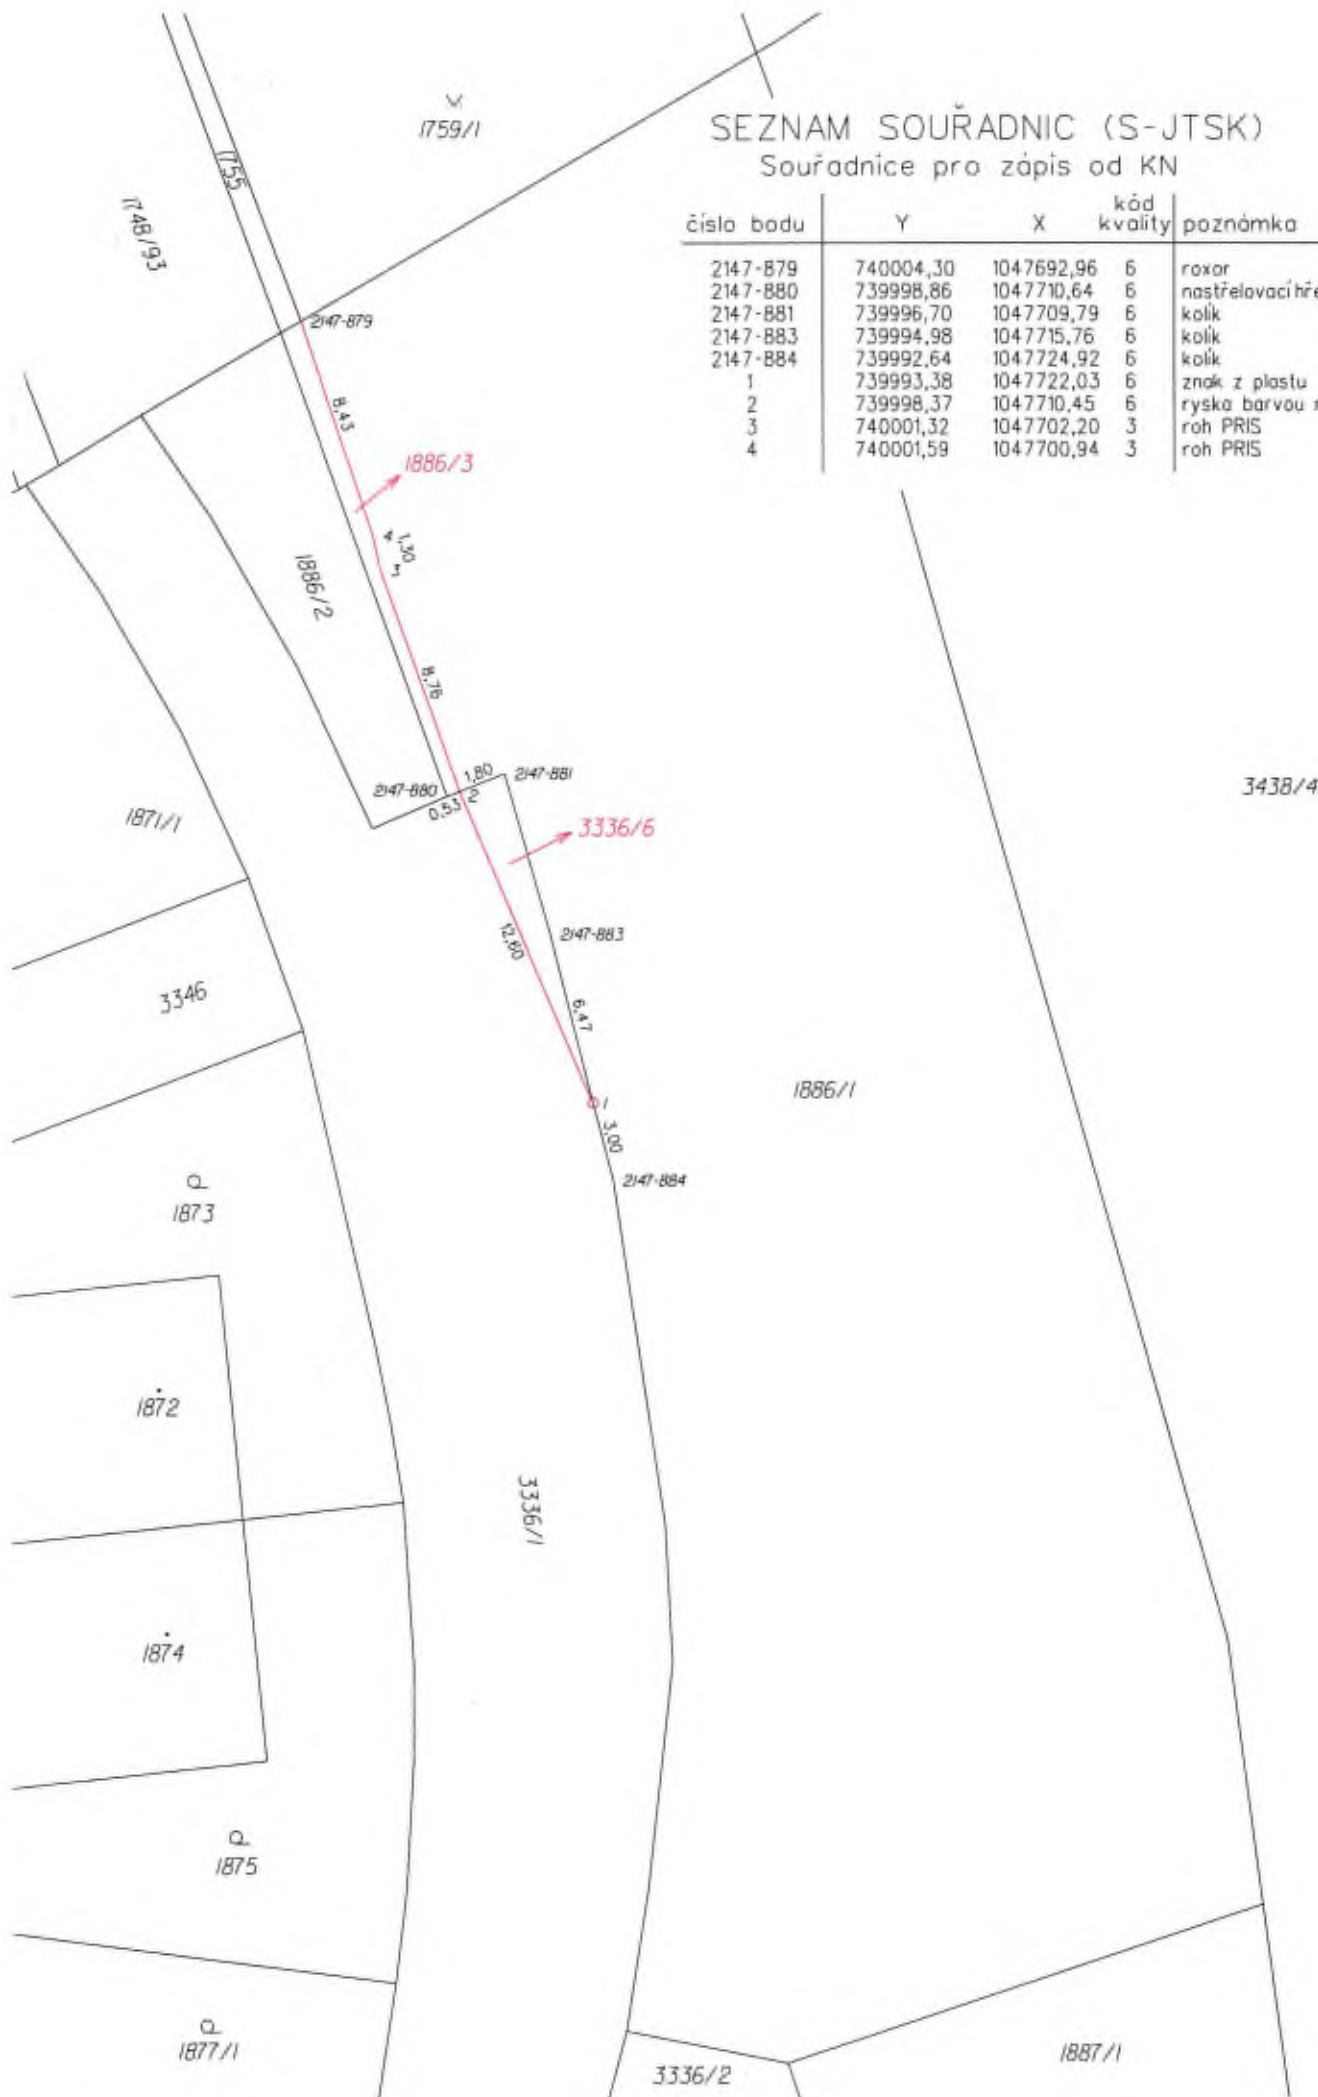 1759/1
SEZNAM SOUŘADNIC (S-JTSK)
Souřadnice pro zápis od KN
číslo bodu Y X kód kvality poznámka
2147-879 740004,30 1047692,96 6 roxor
2147-880 739998,86 1047710,64 6
2147-881 739996,70 1047709,79 6 kolík
2147-883 739994,98 1047715,76 6 kolík
2147-884 739992,64 1047724,92 6 kolík
1 739993,38 1047722,03 6 znak z plastu
2 739998,37 1047710,45 6 ryska barvou
3 740001,32 1047702,20 3 roh PRIS
4 740001,59 1047700,94 3 roh PRIS
1755
1748/93
2147-879
8,43
1886/3
4
1,30
3
1886/2
8,76
2147-880
0,53
2
1,80
2147-881
3438/4
1871/1
3336/6
12,60
2147-883
3346
6,47
1886/1
1
3,00
2147-884
1873
1872
3336/1
1874
1875
1877/1
3336/2
1887/1